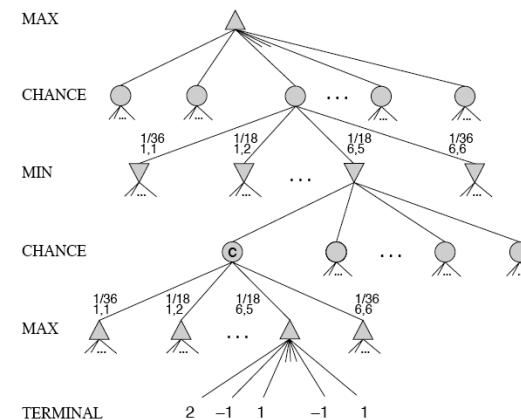 MAX
CHANCE
...
... ... ... ... ...
1/36 1/18 1/18 1/36
1,1 1,2 6,5 6,6
MIN
...
... ... ...
CHANCE
C
...
... ...
1/36 1/18 1/18 1/36
1,1 1,2 6,5 6,6
MAX
...
... ... ...
TERMINAL 2 −1 1 −1 1